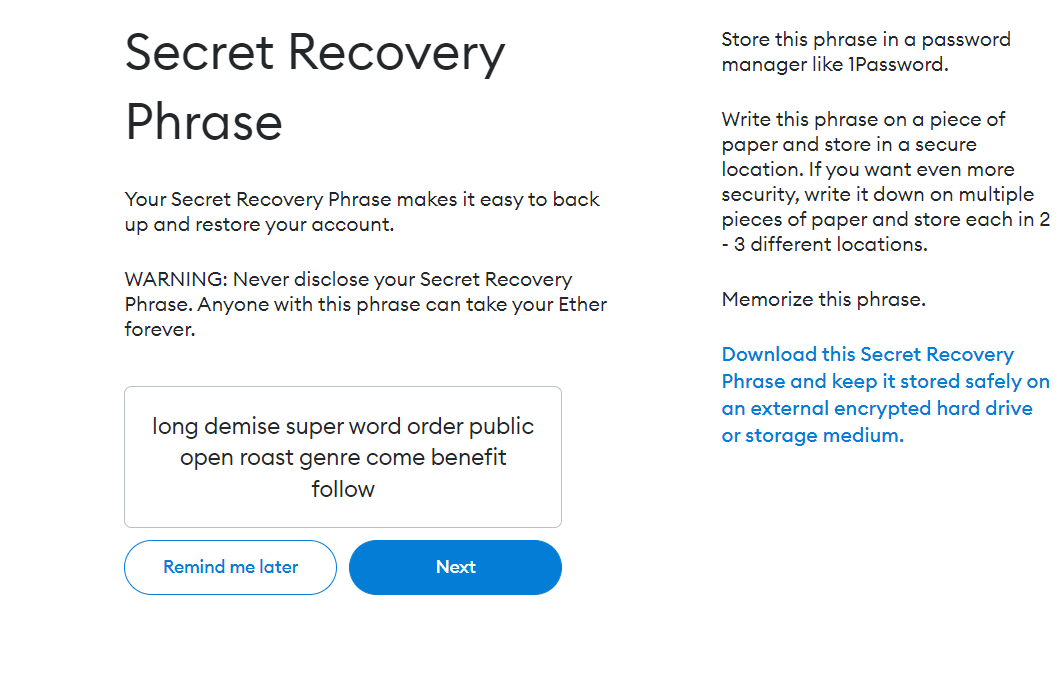 Secret Recovery
Phrase
Your Secret Recovery Phrase makes it easy to back
up and restore your account.
WARNING: Never disclose your Secret Recovery
Phrase. Anyone with this phrase can take your Ether
forever.
long demise super word order public
open roast genre come benefit
follow
Remind me later
Next
Store this phrase in a password
manager like 1Password.
Write this phrase on a piece of
paper and store in a secure
location. If you want even more
security, write it down on multiple
pieces of paper and store each in 2
- 3 different locations.
Memorize this phrase.
Download this Secret Recovery
Phrase and keep it stored safely on
an external encrypted hard drive
or storage medium.